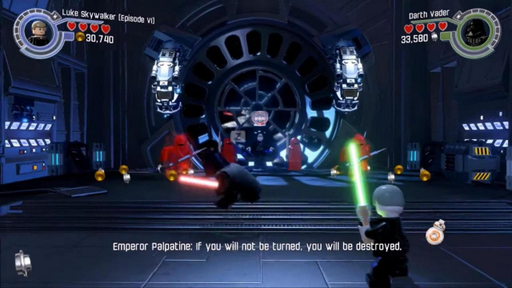 Luke Skywalker (Episode VI)
30,740
Darth Vader
33,580
Emperor Palpatine: If you will not be turned, you will be destroyed.